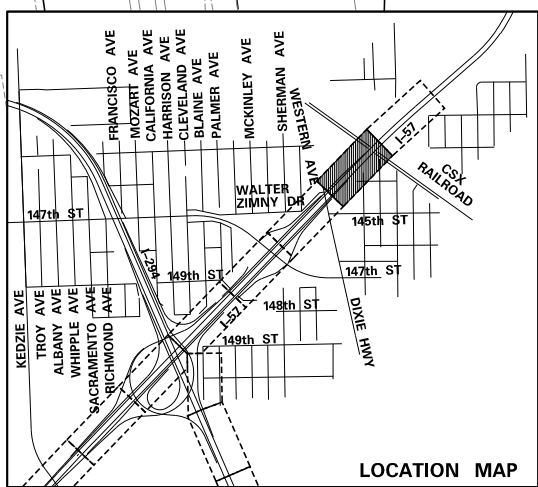 FRANCISCO AVE
MOZART AVE
CALIFORNIA AVE
HARRISON AVE
CLEVELAND AVE
BLAINE AVE
PALMER AVE
MCKINLEY AVE
SHERMAN AVE
WESTERN AVE
I-57
CSX
RAILROAD
WALTER
ZIMNY DR
147th ST
145th ST
I-294
149th ST
147th ST
KEDZIE AVE
TROY AVE
ALBANY AVE
WHIPPLE AVE
SACRAMENTO AVE
RICHMOND AVE
I-57
148th ST
149th ST
DIXIE HWY
LOCATION MAP